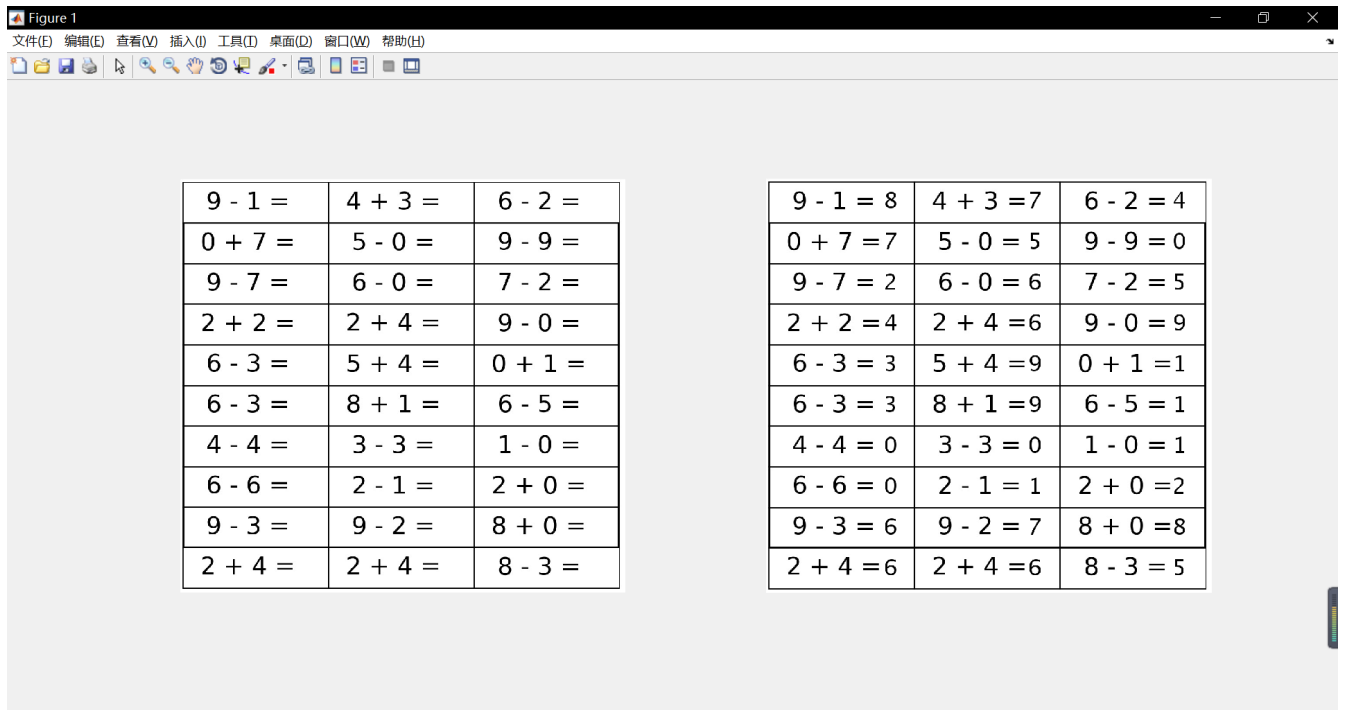 Figure 1
文件(F) 编辑(E) 查看(V) 插入(I) 工具(T) 桌面(D) 窗口(W) 帮助(H)
9 - 1 = 4 + 3 = 6 - 2 =
0 + 7 = 5 - 0 = 9 - 9 =
9 - 7 = 6 - 0 = 7 - 2 =
2 + 2 = 2 + 4 = 9 - 0 =
6 - 3 = 5 + 4 = 0 + 1 =
6 - 3 = 8 + 1 = 6 - 5 =
4 - 4 = 3 - 3 = 1 - 0 =
6 - 6 = 2 - 1 = 2 + 0 =
9 - 3 = 9 - 2 = 8 + 0 =
2 + 4 = 2 + 4 = 8 - 3 =
9 - 1 = 8 4 + 3 =7 6 - 2 = 4
0 + 7 =7 5 - 0 = 5 9 - 9 = 0
9 - 7 = 2 6 - 0 = 6 7 - 2 = 5
2 + 2 =4 2 + 4 =6 9 - 0 = 9
6 - 3 = 3 5 + 4 =9 0 + 1 =1
6 - 3 = 3 8 + 1 =9 6 - 5 = 1
4 - 4 = 0 3 - 3 = 0 1 - 0 = 1
6 - 6 = 0 2 - 1 = 1 2 + 0 =2
9 - 3 = 6 9 - 2 = 7 8 + 0 =8
2 + 4 =6 2 + 4 =6 8 - 3 = 5